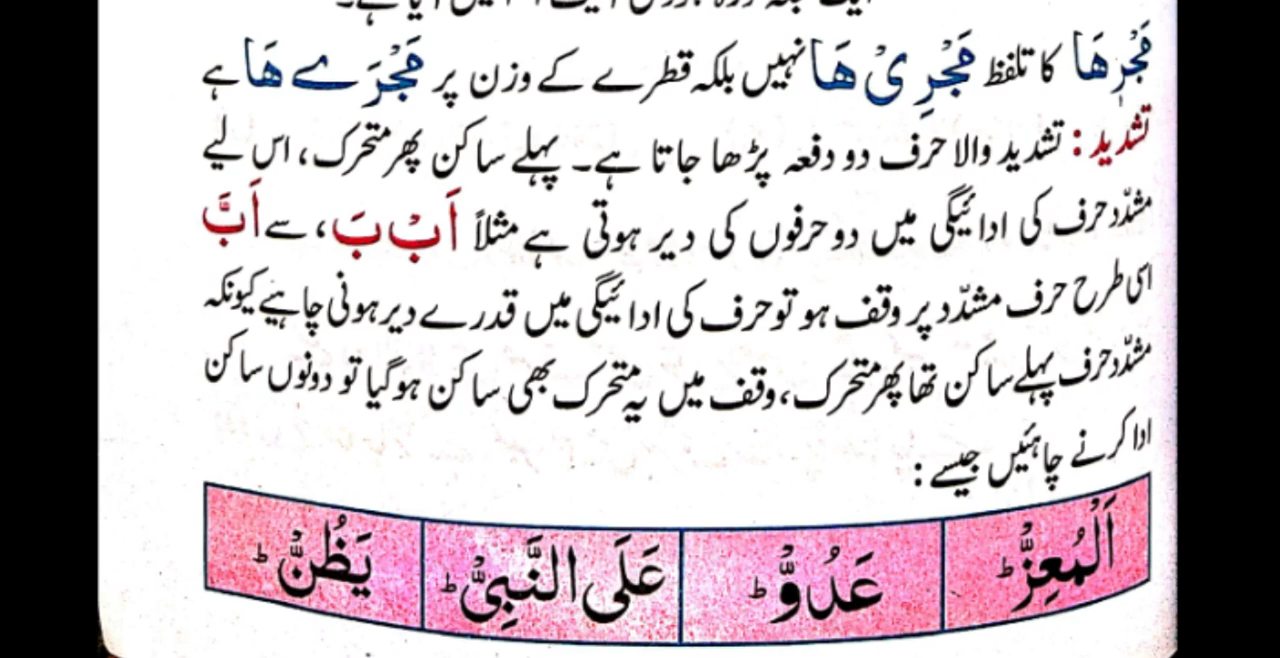 مَجْرٖىهَا کا تلفظ مَجْرِىْ هَا نہیں بلکہ قطرے کے وزن پر مَجْرَے هَا ہے
تشدید : تشدید والا حرف دو دفعہ پڑھا جاتا ہے۔ پہلے ساکن پھر متحرک، اس لیے
مشدّد حرف کی ادائیگی میں دو حرفوں کی دیر ہوتی ہے مثلاً اَبْ بَ ، سے اَبَّ
اسی طرح حرف مشدّد پر وقف ہو تو حرف کی ادائیگی میں قدرے دیر ہونی چاہیے کیونکہ
مشدّد حرف پہلے ساکن تھا پھر متحرک، وقف میں یہ متحرک بھی ساکن ہو گیا تو دونوں ساکن
ادا کرنے چاہئیں جیسے :
اَلْمُعِزُّْ ؕ عَدُوٌّْ ؕ عَلَى النَّبِىِّْ ؕ يَظُنُّْ ؕ